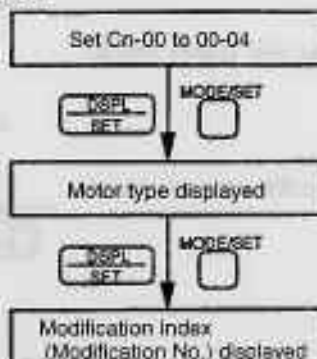 Set Cn-00 to 00-04
DSPL
SET
MODE/SET
Motor type displayed
DSPL
SET
MODE/SET
Modification Index
(Modification No.) displayed